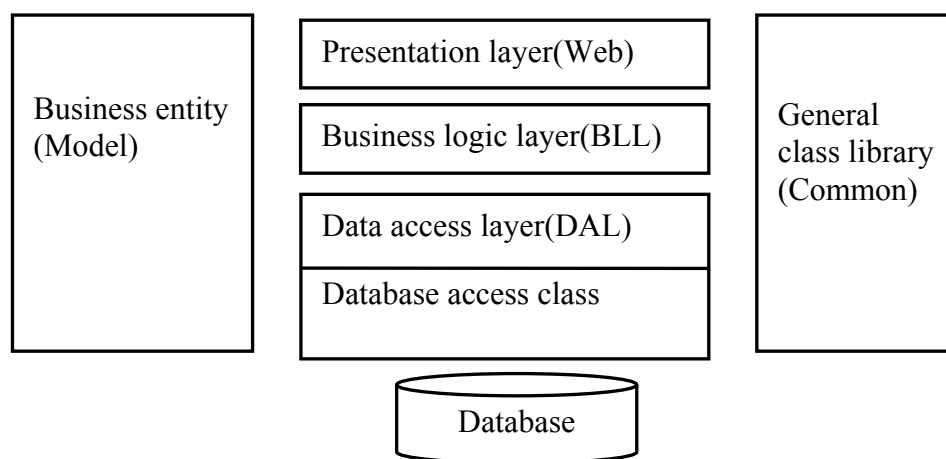 Business entity
(Model)
Presentation layer(Web)
Business logic layer(BLL)
Data access layer(DAL)
Database access class
Database
General
class library
(Common)